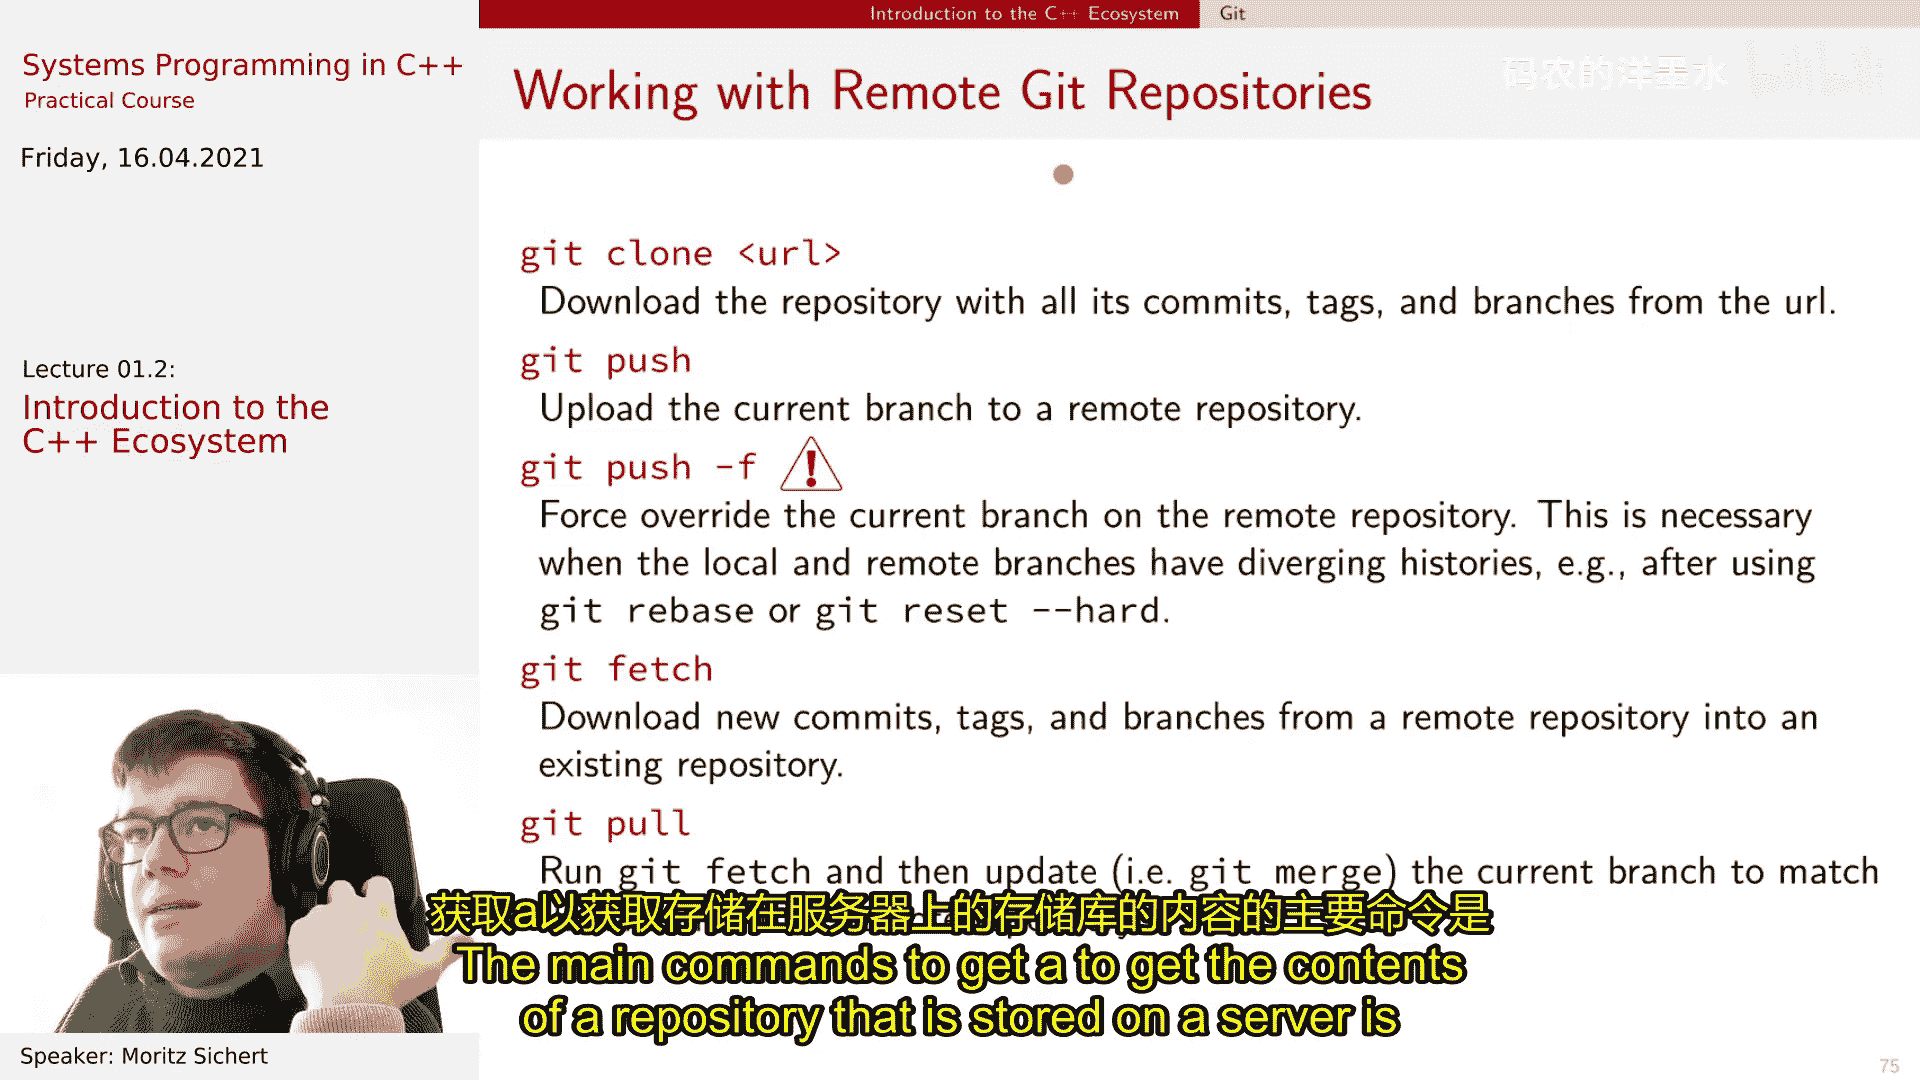 Introduction to the C++ Ecosystem Git
Systems Programming in C++
Practical Course
Friday, 16.04.2021
Lecture 01.2:
Introduction to the
C++ Ecosystem
Working with Remote Git Repositories
码农的洋墨水
bilibili
git clone <url>
Download the repository with all its commits, tags, and branches from the url.
git push
Upload the current branch to a remote repository.
git push -f
Force override the current branch on the remote repository. This is necessary
when the local and remote branches have diverging histories, e.g., after using
git rebase or git reset --hard.
git fetch
Download new commits, tags, and branches from a remote repository into an
existing repository.
git pull
Run git fetch and then update (i.e. git merge) the current branch to match
获取a以获取存储在服务器上的存储库的内容的主要命令是
The main commands to get a to get the contents
of a repository that is stored on a server is
Speaker: Moritz Sichert
75